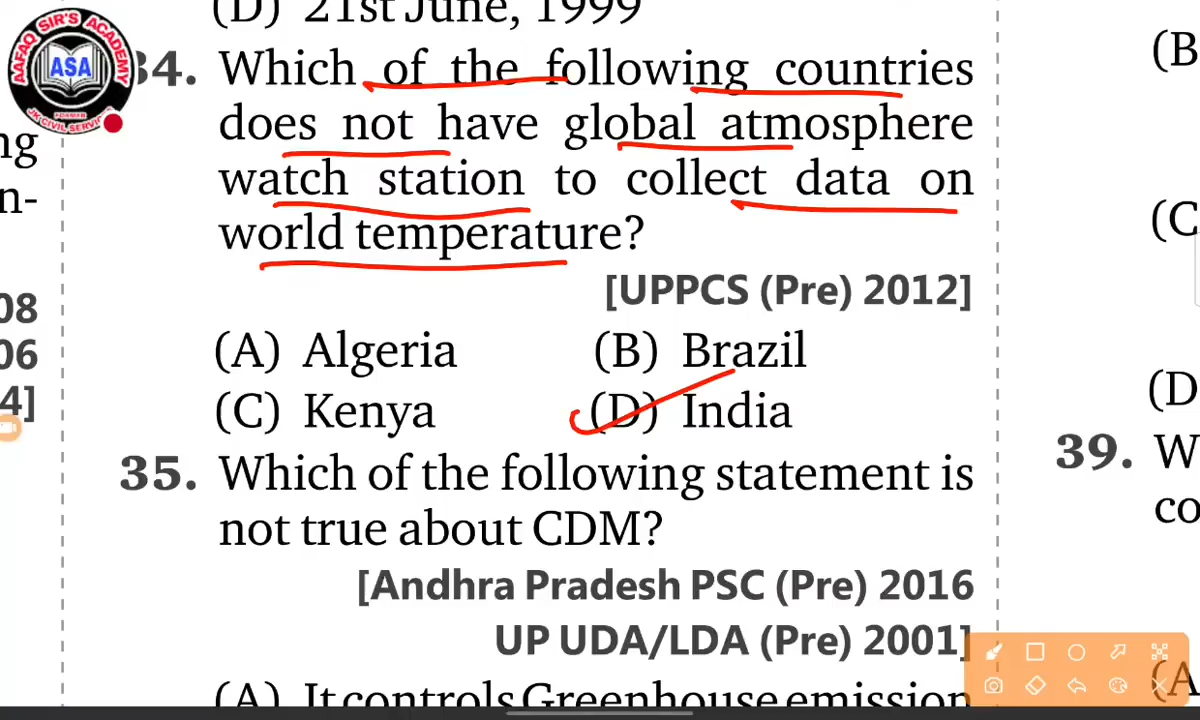 (D) 21st June, 1999
AAFAQ SIR'S ACADEMY
ASA
34. Which of the following countries
does not have global atmosphere
watch station to collect data on
world temperature?
[UPPCS (Pre) 2012]
(A) Algeria (B) Brazil
(C) Kenya (D) India
35. Which of the following statement is
not true about CDM?
[Andhra Pradesh PSC (Pre) 2016
UP UDA/LDA (Pre) 2001]
(A) It controls Greenhouse emission
ng
n-
08
06
4]
(B
(C
(D
39. W
co
(A